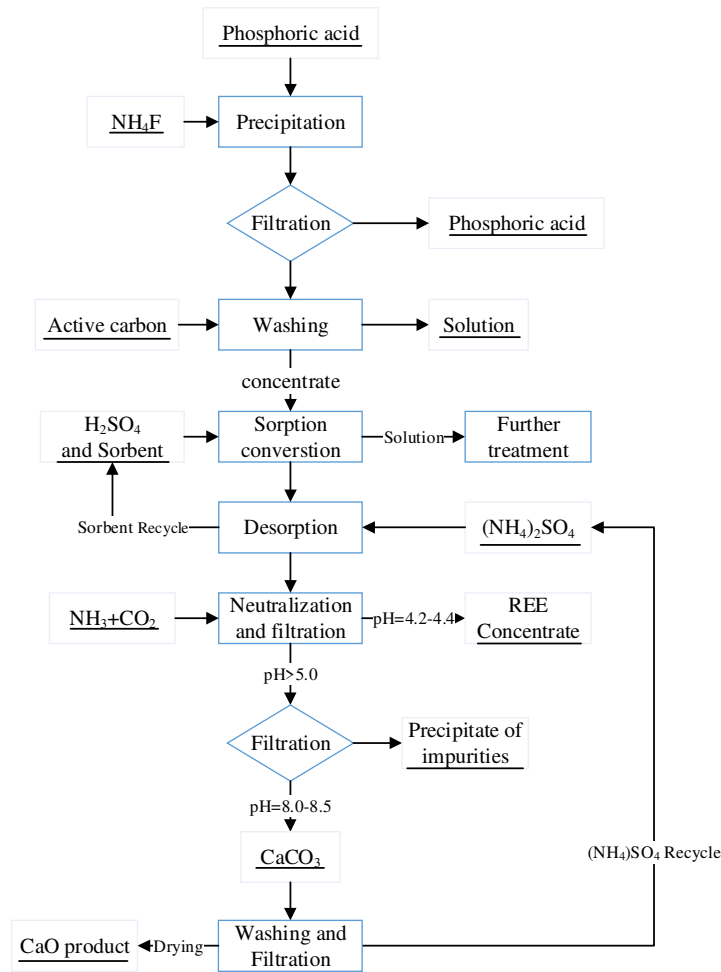 Phosphoric acid
NH₄F
Precipitation
Filtration
Phosphoric acid
Active carbon
Washing
Solution
concentrate
H₂SO₄
and Sorbent
Sorption
converstion
Solution
Further
treatment
Sorbent Recycle
Desorption
(NH₄)₂SO₄
NH₃+CO₂
Neutralization
and filtration
pH=4.2-4.4
REE
Concentrate
pH>5.0
Filtration
Precipitate of
impurities
pH=8.0-8.5
CaCO₃
(NH₄)SO₄ Recycle
CaO product
Drying
Washing and
Filtration